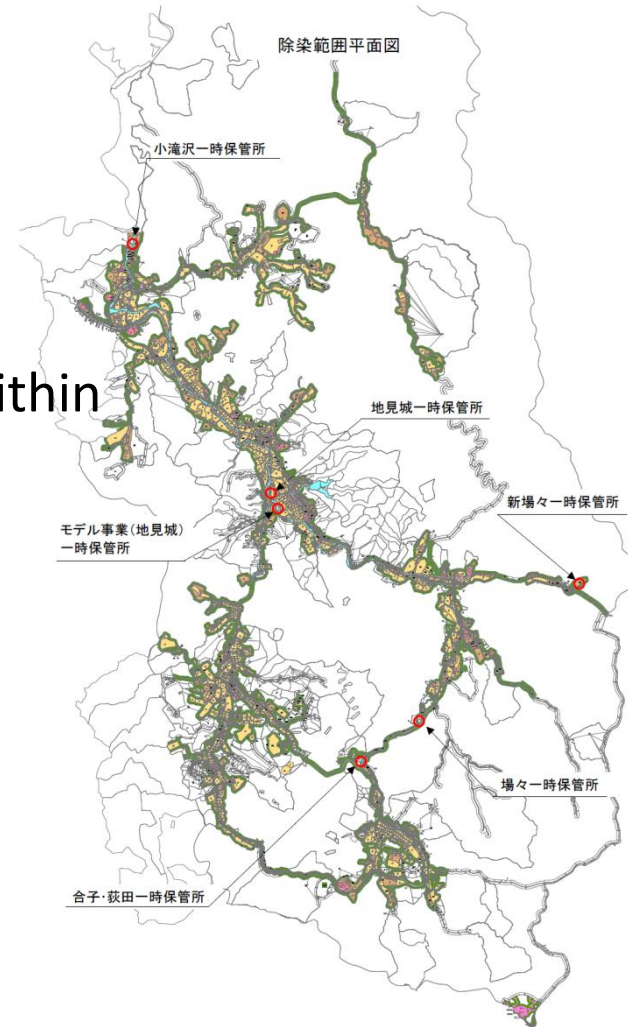 除染範囲平面図
小滝沢一時保管所
ithin
地見城一時保管所
新場々一時保管所
モデル事業(地見城)
一時保管所
場々一時保管所
合子・荻田一時保管所